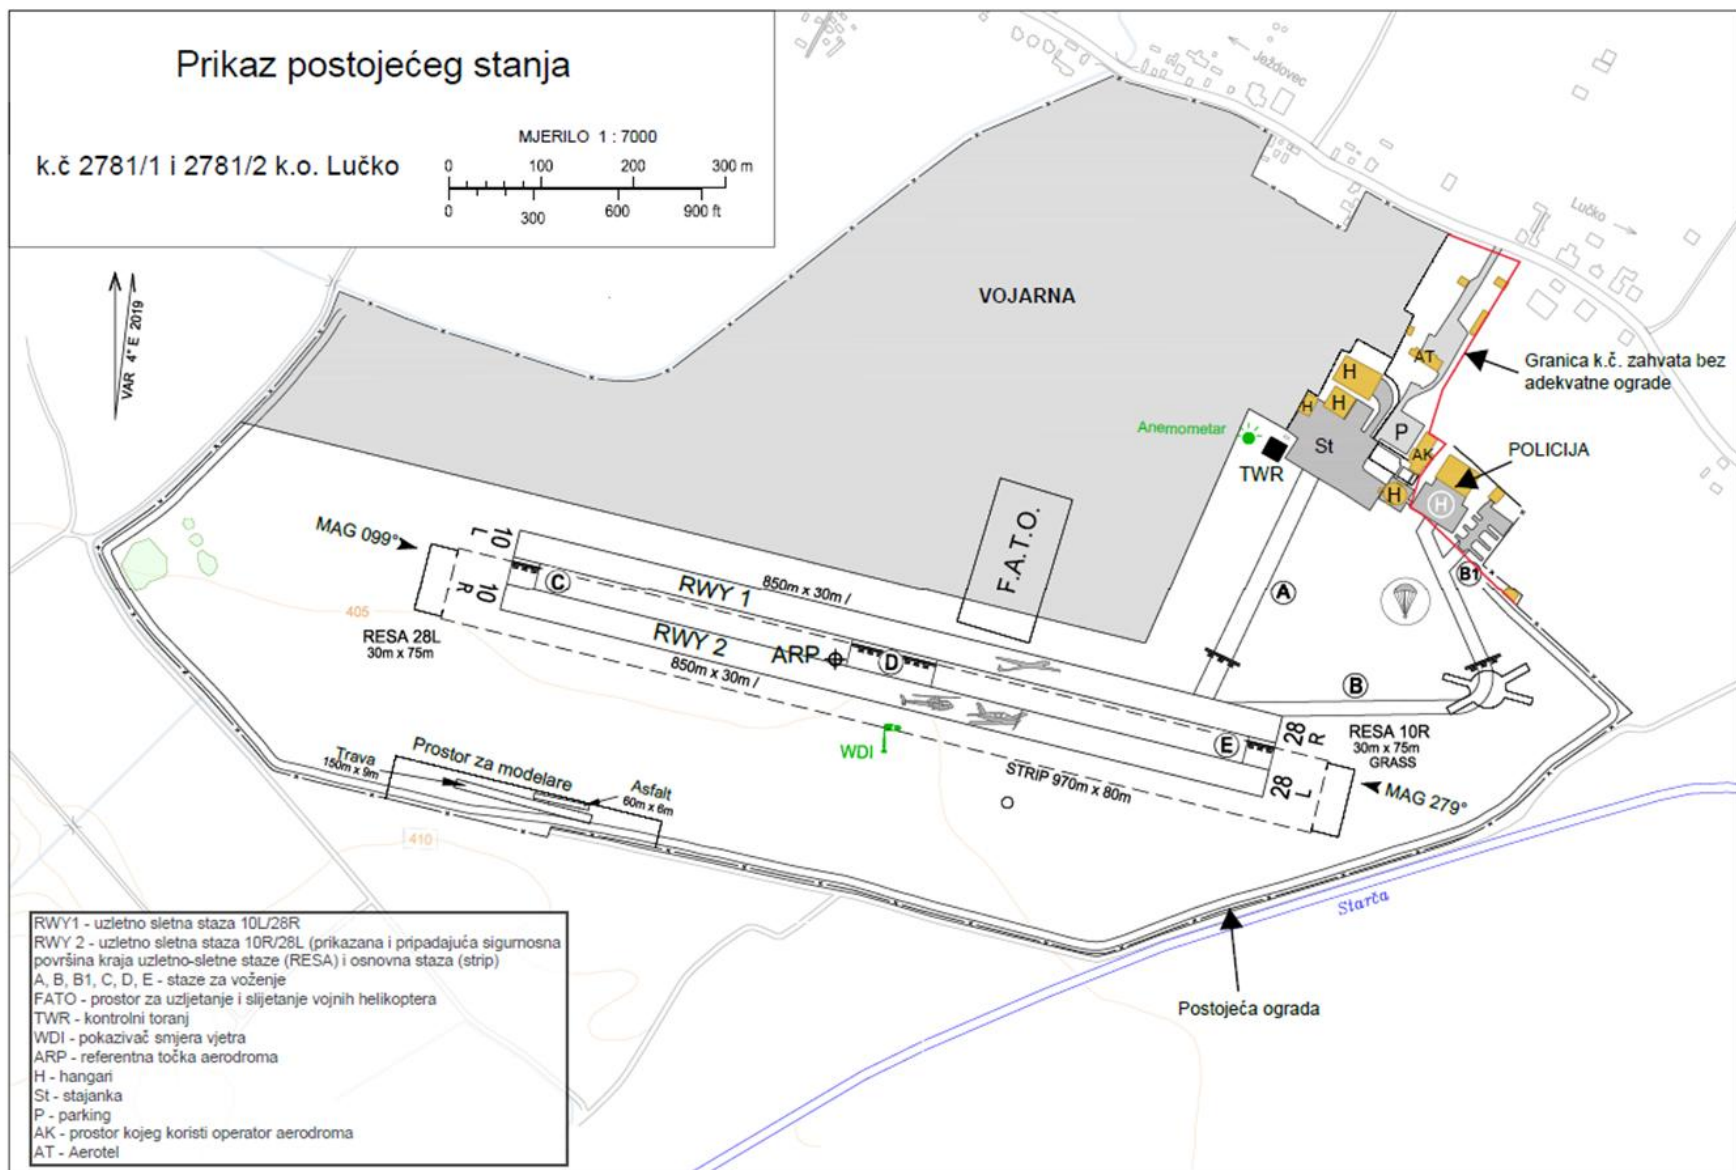 Prikaz postojećeg stanja
MJERILO 1 : 7000
k.č 2781/1 i 2781/2 k.o. Lučko
0 100 200 300 m
0 300 600 900 ft
VAR 4° E 2019
Ježdovec
Lučko
VOJARNA
Granica k.č. zahvata bez
adekvatne ograde
AT
H
H
H
P
St
AK
H
H
POLICIJA
Anemometar
TWR
F.A.T.O.
MAG 099°
10
L
10
R
C
RWY 1
850m x 30m /
RWY 2
850m x 30m /
ARP
D
A
B1
B
RESA 28L
30m x 75m
405
WDI
E
28
R
28
L
RESA 10R
30m x 75m
GRASS
STRIP 970m x 80m
MAG 279°
Trava
150m x 9m
Prostor za modelare
Asfalt
60m x 6m
410
Starča
Postojeća ograda
RWY1 - uzletno sletna staza 10L/28R
RWY 2 - uzletno sletna staza 10R/28L (prikazana i pripadajuća sigurnosna
površina kraja uzletno-sletne staze (RESA) i osnovna staza (strip)
A, B, B1, C, D, E - staze za voženje
FATO - prostor za uzljetanje i slijetanje vojnih helikoptera
TWR - kontrolni toranj
WDI - pokazivač smjera vjetra
ARP - referentna točka aerodroma
H - hangari
St - stajanka
P - parking
AK - prostor kojeg koristi operator aerodroma
AT - Aerotel